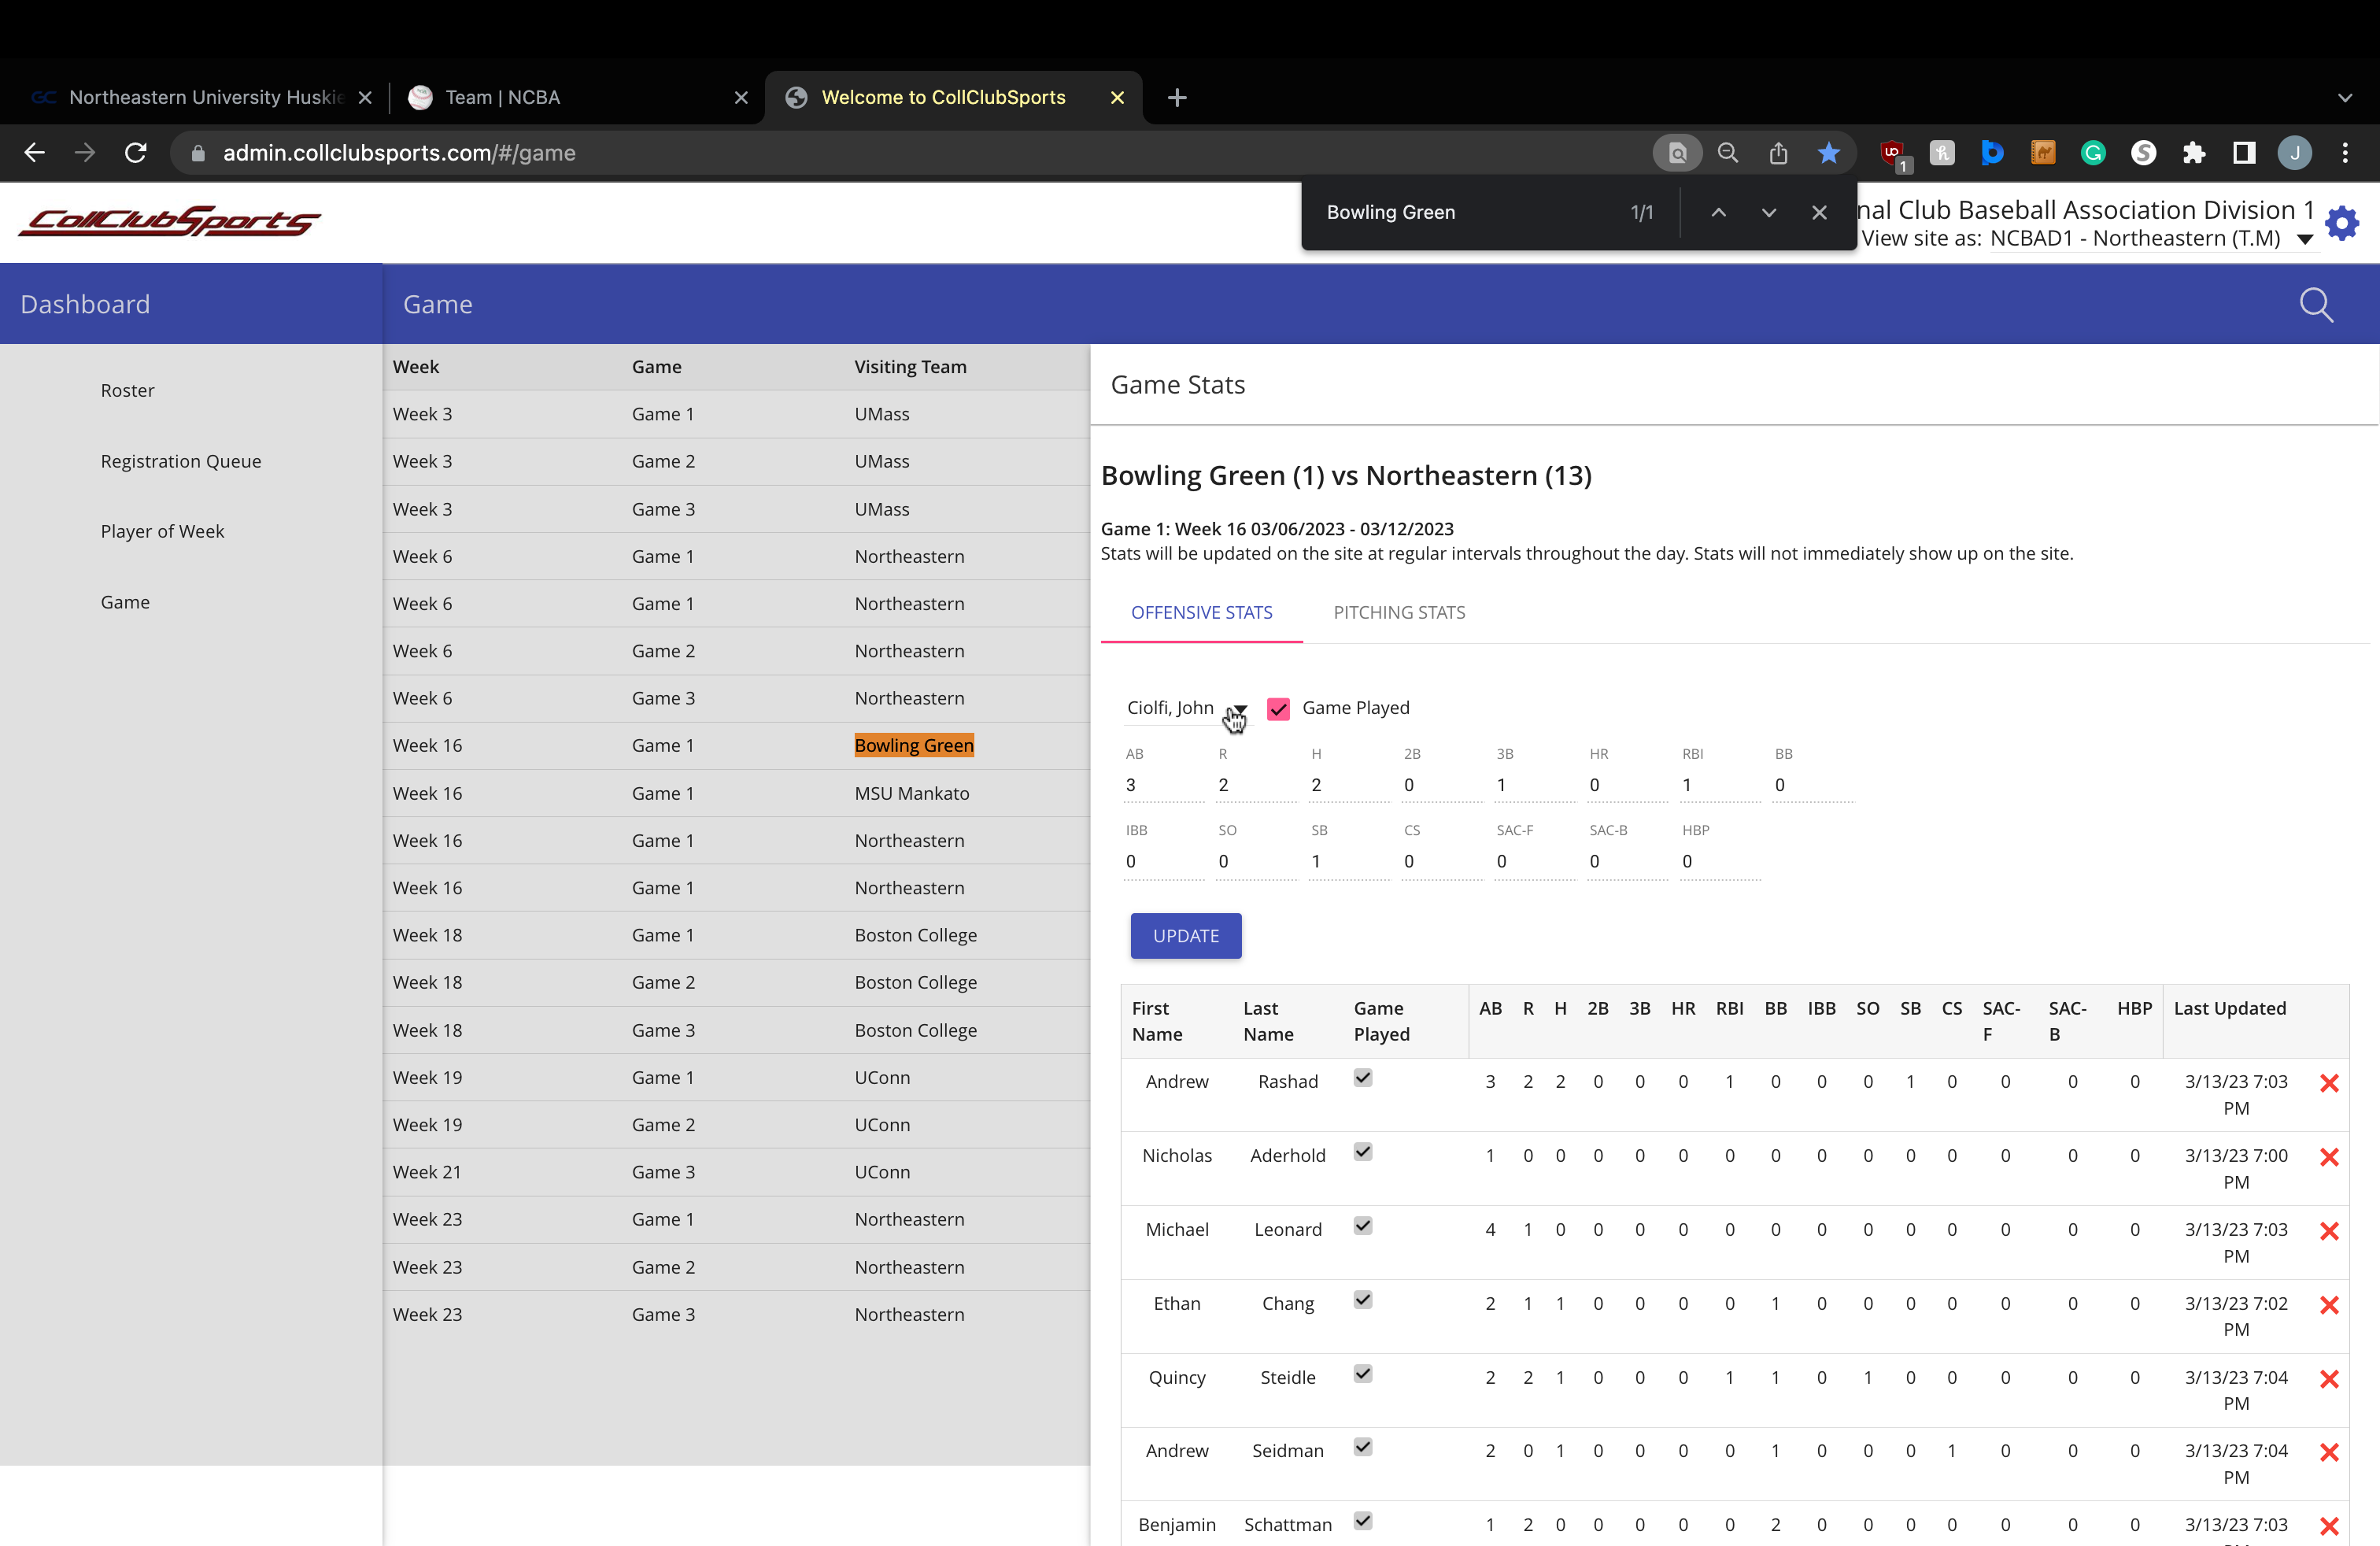 Northeastern University Huskie
Team | NCBA
Welcome to CollClubSports
admin.collclubsports.com/#/game
1
J
Bowling Green 1/1
CollClubSports
nal Club Baseball Association Division 1
View site as: NCBAD1 - Northeastern (T.M)
Dashboard
Game
Roster
Registration Queue
Player of Week
Game
Week Game Visiting Team
Week 3 Game 1 UMass
Week 3 Game 2 UMass
Week 3 Game 3 UMass
Week 6 Game 1 Northeastern
Week 6 Game 1 Northeastern
Week 6 Game 2 Northeastern
Week 6 Game 3 Northeastern
Week 16 Game 1 Bowling Green
Week 16 Game 1 MSU Mankato
Week 16 Game 1 Northeastern
Week 16 Game 1 Northeastern
Week 18 Game 1 Boston College
Week 18 Game 2 Boston College
Week 18 Game 3 Boston College
Week 19 Game 1 UConn
Week 19 Game 2 UConn
Week 21 Game 3 UConn
Week 23 Game 1 Northeastern
Week 23 Game 2 Northeastern
Week 23 Game 3 Northeastern
Game Stats
Bowling Green (1) vs Northeastern (13)
Game 1: Week 16 03/06/2023 - 03/12/2023
Stats will be updated on the site at regular intervals throughout the day. Stats will not immediately show up on the site.
OFFENSIVE STATS PITCHING STATS
Ciolfi, John Game Played
AB R H 2B 3B HR RBI BB
3 2 2 0 1 0 1 0
IBB SO SB CS SAC-F SAC-B HBP
0 0 1 0 0 0 0
UPDATE
First Last Game AB R H 2B 3B HR RBI BB IBB SO SB CS SAC- SAC- HBP Last Updated
Name Name Played F B
Andrew Rashad 3 2 2 0 0 0 1 0 0 0 1 0 0 0 0 3/13/23 7:03
PM
Nicholas Aderhold 1 0 0 0 0 0 0 0 0 0 0 0 0 0 0 3/13/23 7:00
PM
Michael Leonard 4 1 0 0 0 0 0 0 0 0 0 0 0 0 0 3/13/23 7:03
PM
Ethan Chang 2 1 1 0 0 0 0 1 0 0 0 0 0 0 0 3/13/23 7:02
PM
Quincy Steidle 2 2 1 0 0 0 1 1 0 1 0 0 0 0 0 3/13/23 7:04
PM
Andrew Seidman 2 0 1 0 0 0 0 1 0 0 0 1 0 0 0 3/13/23 7:04
PM
Benjamin Schattman 1 2 0 0 0 0 0 2 0 0 0 0 0 0 0 3/13/23 7:03